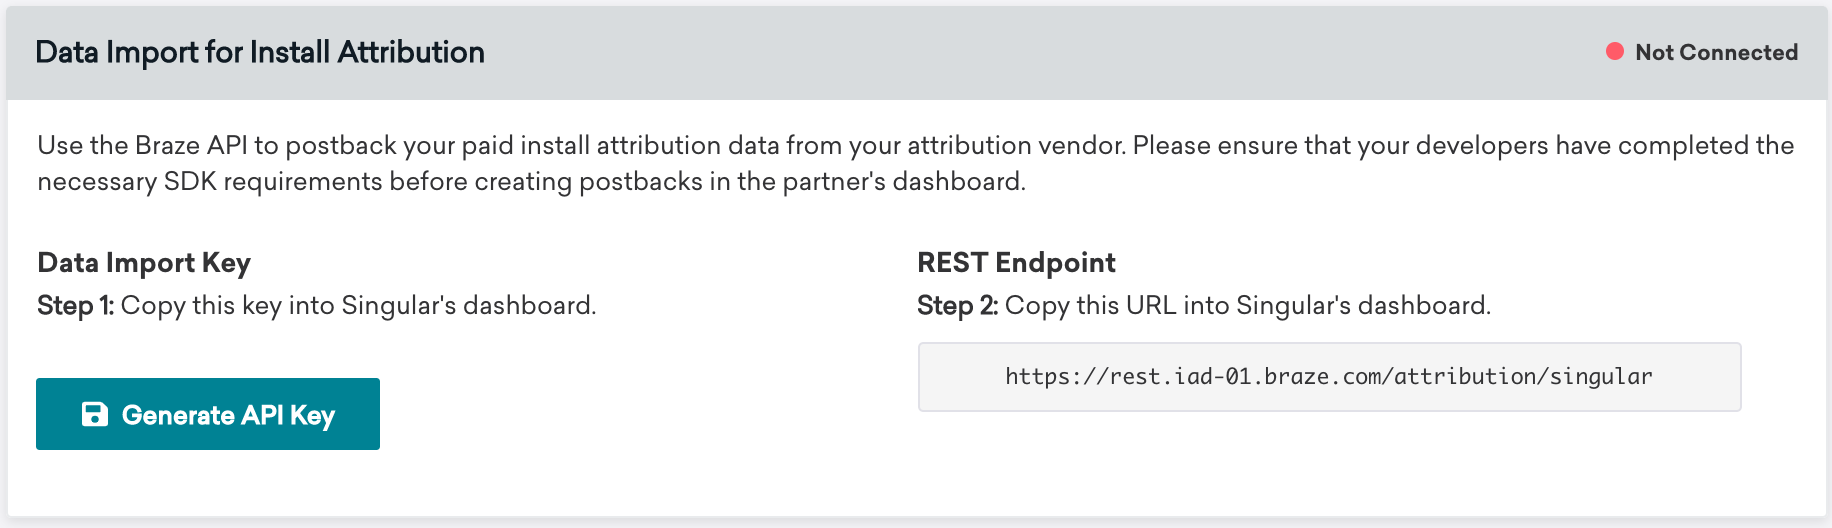 Data Import for Install Attribution
Not Connected
Use the Braze API to postback your paid install attribution data from your attribution vendor. Please ensure that your developers have completed the
necessary SDK requirements before creating postbacks in the partner's dashboard.
Data Import Key
Step 1: Copy this key into Singular's dashboard.
Generate API Key
REST Endpoint
Step 2: Copy this URL into Singular's dashboard.
https://rest.iad-01.braze.com/attribution/singular